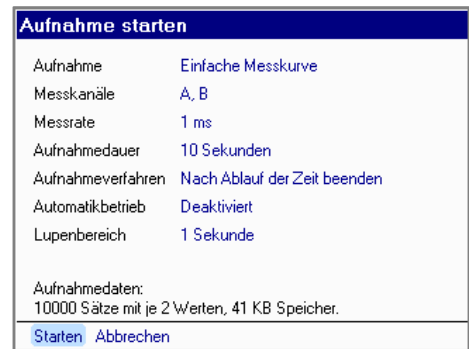 Aufnahme starten
Aufnahme Einfache Messkurve
Messkanäle A, B
Messrate 1 ms
Aufnahmedauer 10 Sekunden
Aufnahmeverfahren Nach Ablauf der Zeit beenden
Automatikbetrieb Deaktiviert
Lupenbereich 1 Sekunde
Aufnahmedaten:
10000 Sätze mit je 2 Werten, 41 KB Speicher.
Starten Abbrechen